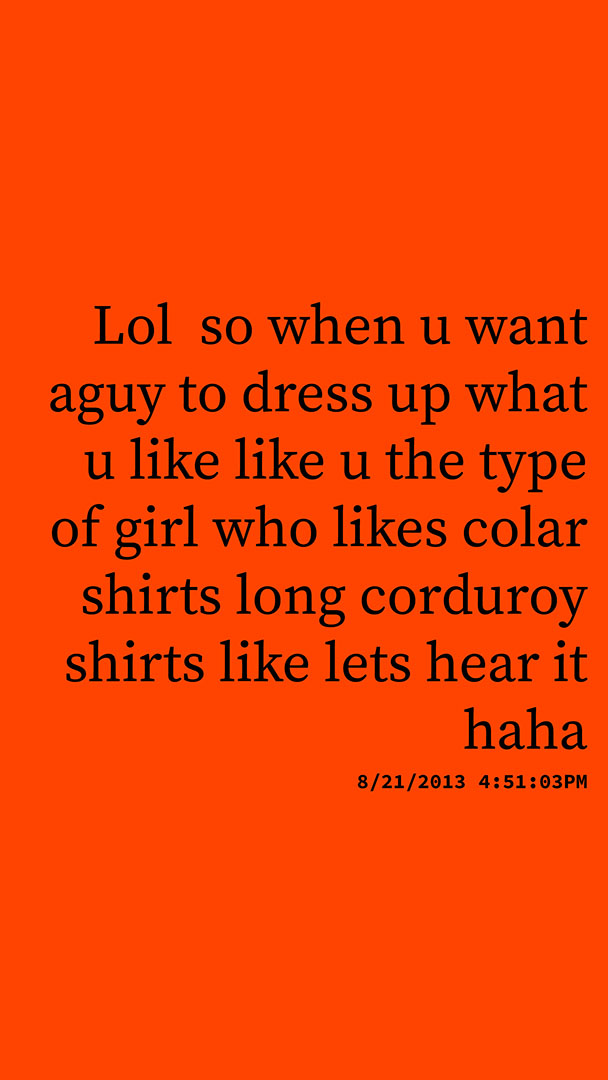 Lol  so when u want
aguy to dress up what
u like like u the type
of girl who likes colar
shirts long corduroy
shirts like lets hear it
haha
8/21/2013 4:51:03PM